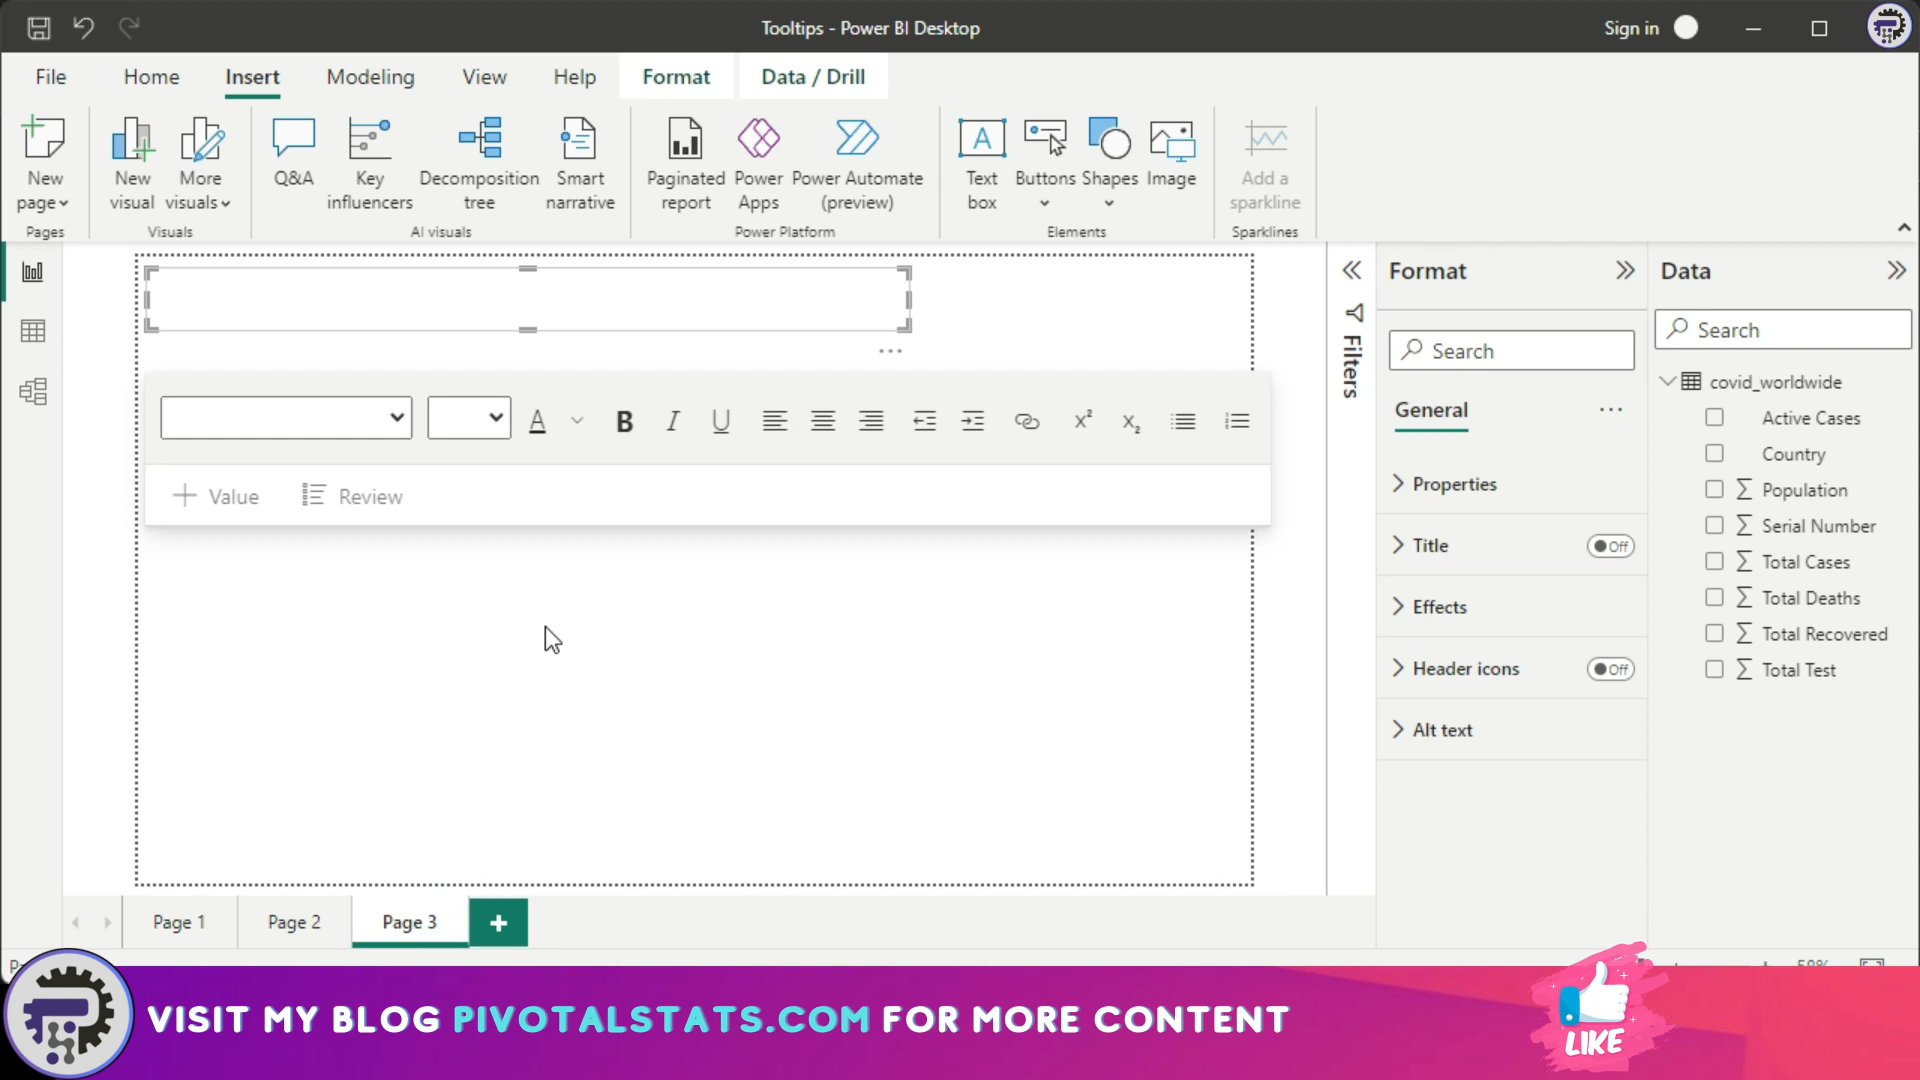 Tooltips - Power BI Desktop
Sign in
File
Home
Insert
Modeling
View
Help
Format
Data / Drill
New
page
Pages
New
visual
More
visuals
Visuals
Q&A
Key
influencers
Decomposition
tree
Smart
narrative
AI visuals
Paginated
report
Power
Apps
Power Automate
(preview)
Power Platform
Text
box
Buttons
Shapes
Image
Elements
Add a
sparkline
Sparklines
Filters
Format
Search
General
Properties
Title
Off
Effects
Header icons
Off
Alt text
Data
Search
covid_worldwide
Active Cases
Country
Population
Serial Number
Total Cases
Total Deaths
Total Recovered
Total Test
Value
Review
Page 1
Page 2
Page 3
VISIT MY BLOG PIVOTALSTATS.COM FOR MORE CONTENT
LIKE